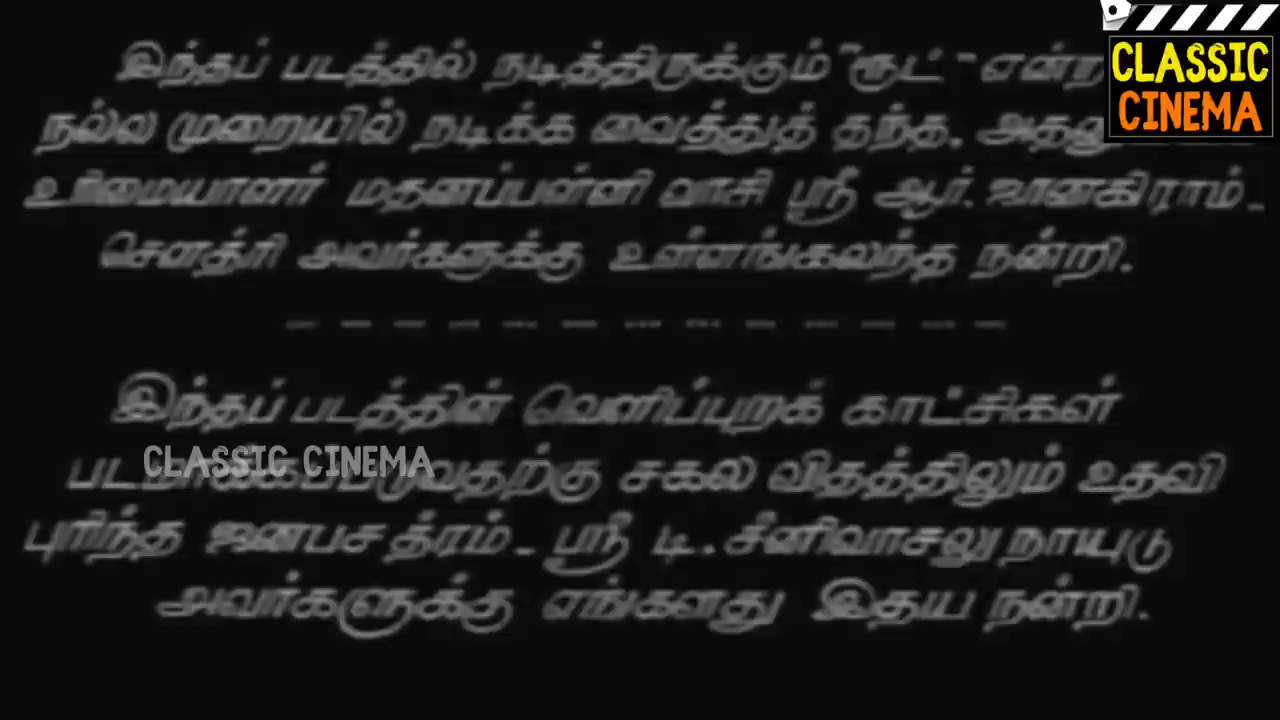 இந்தப் படத்தில் நடித்திருக்கும் "ரூட்"
CLASSIC
CINEMA
நல்ல முறையில் நடிக்க வைத்துத் தந்த,
உரிமையாளர் மதனப்பள்ளி வாசி ஸ்ரீ ஆர். ஜானகிராம் -
சௌத்ரி அவர்களுக்கு உள்ளங்கலந்த நன்றி.
இந்தப் படத்தின் வெளிப்புறக் காட்சிகள்
CLASSIC CINEMA
சகல விதத்திலும் உதவி
புரிந்த ஜனபசத்ரம் - ஸ்ரீ டி. சீனிவாசலு நாயுடு
அவர்களுக்கு எங்களது இதய நன்றி.